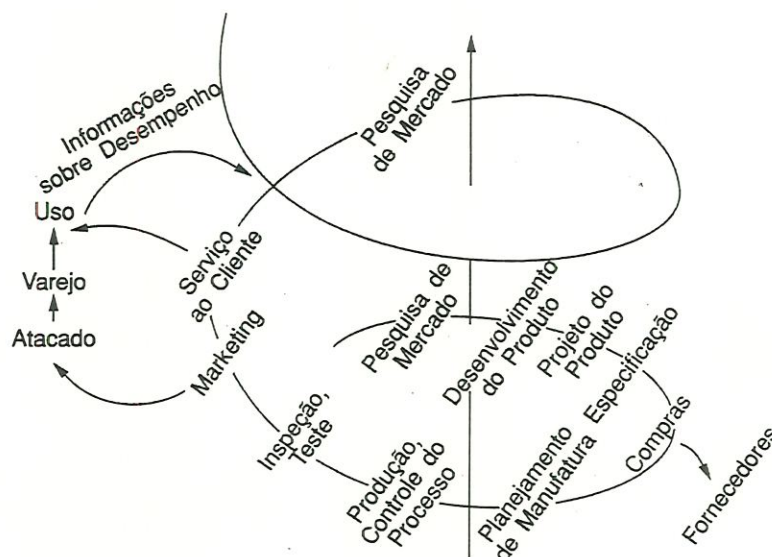 Pesquisa
de Mercado
Informações
sobre Desempenho
Uso
Varejo
Atacado
Serviço
ao Cliente
Marketing
Pesquisa de
Mercado
Desenvolvimento
do Produto
Projeto do
Produto
Especificação
Compras
Fornecedores
Planejamento
de Manufatura
Produção,
Controle do
Processo
Inspeção,
Teste